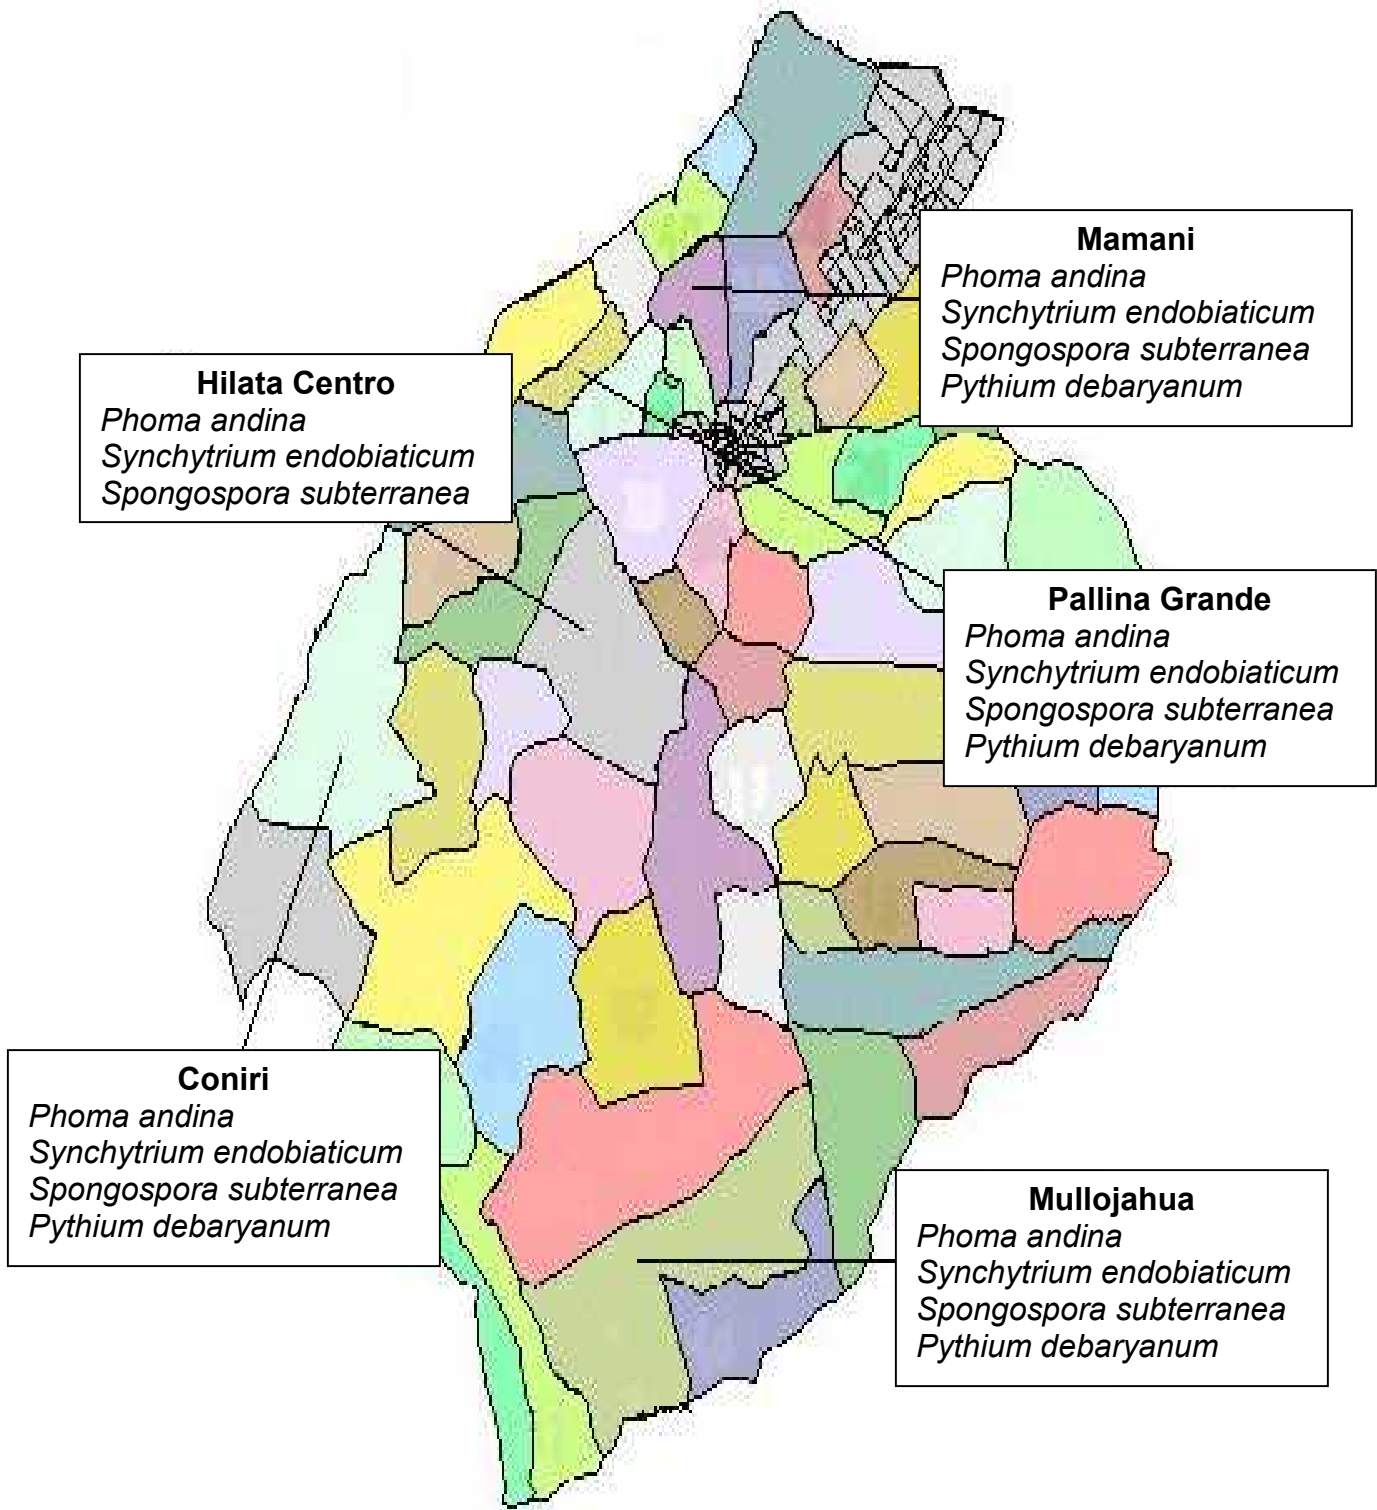 Mamani
Phoma andina
Synchytrium endobiaticum
Spongospora subterranea
Pythium debaryanum
Hilata Centro
Phoma andina
Synchytrium endobiaticum
Spongospora subterranea
Pallina Grande
Phoma andina
Synchytrium endobiaticum
Spongospora subterranea
Pythium debaryanum
Coniri
Phoma andina
Synchytrium endobiaticum
Spongospora subterranea
Pythium debaryanum
Mullojahua
Phoma andina
Synchytrium endobiaticum
Spongospora subterranea
Pythium debaryanum